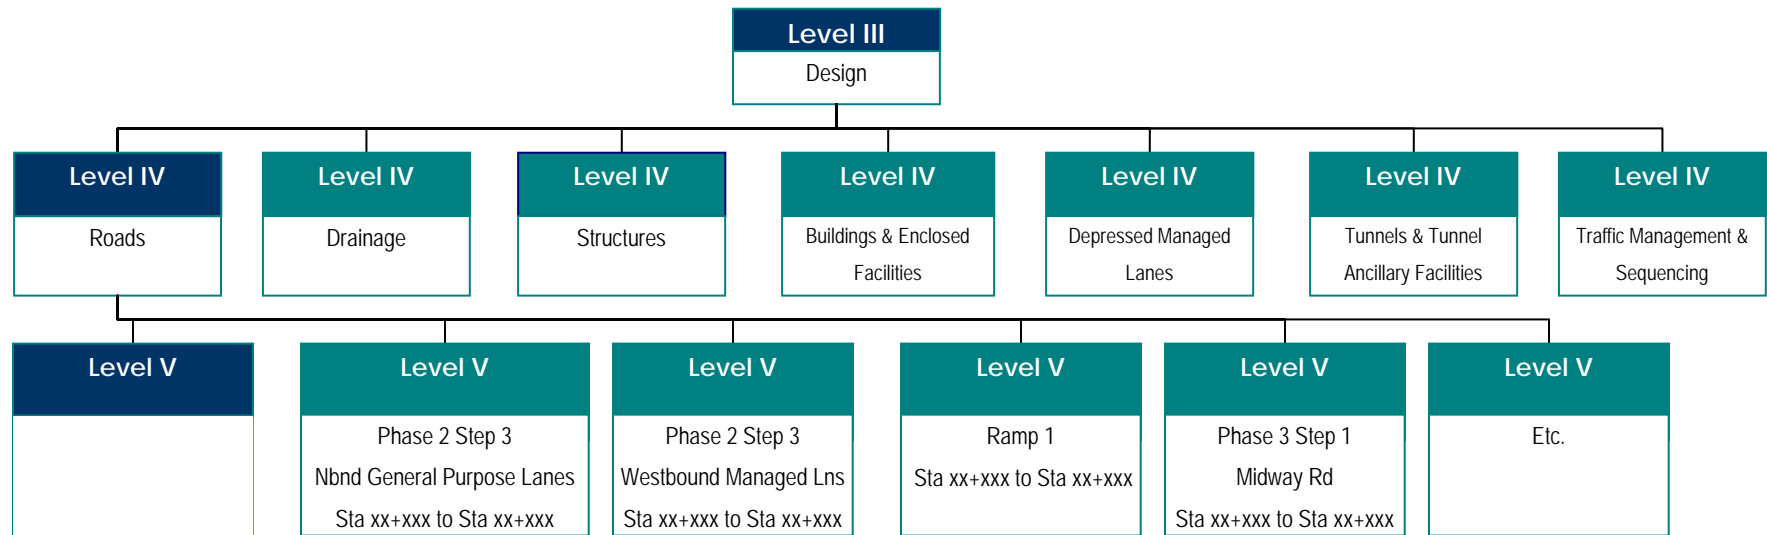 Level III
Design
Level IV
Roads
Level IV
Drainage
Level IV
Structures
Level IV
Buildings & Enclosed
Facilities
Level IV
Depressed Managed
Lanes
Level IV
Tunnels & Tunnel
Ancillary Facilities
Level IV
Traffic Management &
Sequencing
Level V
Level V
Phase 2 Step 3
Nbnd General Purpose Lanes
Sta xx+xxx to Sta xx+xxx
Level V
Phase 2 Step 3
Westbound Managed Lns
Sta xx+xxx to Sta xx+xxx
Level V
Ramp 1
Sta xx+xxx to Sta xx+xxx
Level V
Phase 3 Step 1
Midway Rd
Sta xx+xxx to Sta xx+xxx
Level V
Etc.